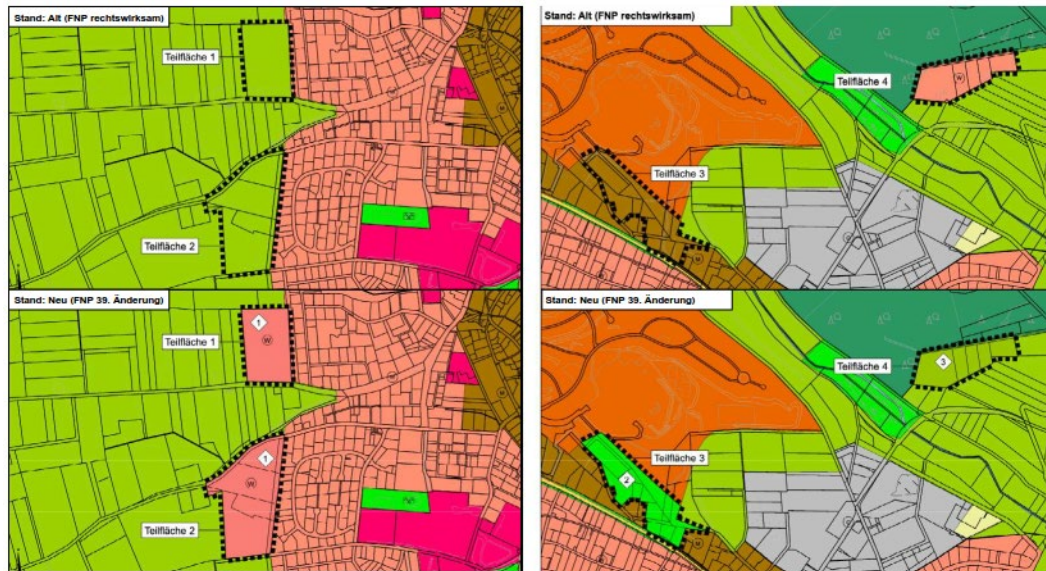 Stand: Alt (FNP rechtswirksam)
Teilfläche 1
W
Teilfläche 2
Stand: Alt (FNP rechtswirksam)
Teilfläche 4
W
Teilfläche 3
G
Stand: Neu (FNP 39. Änderung)
1
Teilfläche 1
W
1
W
Teilfläche 2
Stand: Neu (FNP 39. Änderung)
Teilfläche 4
3
Teilfläche 3
2
G